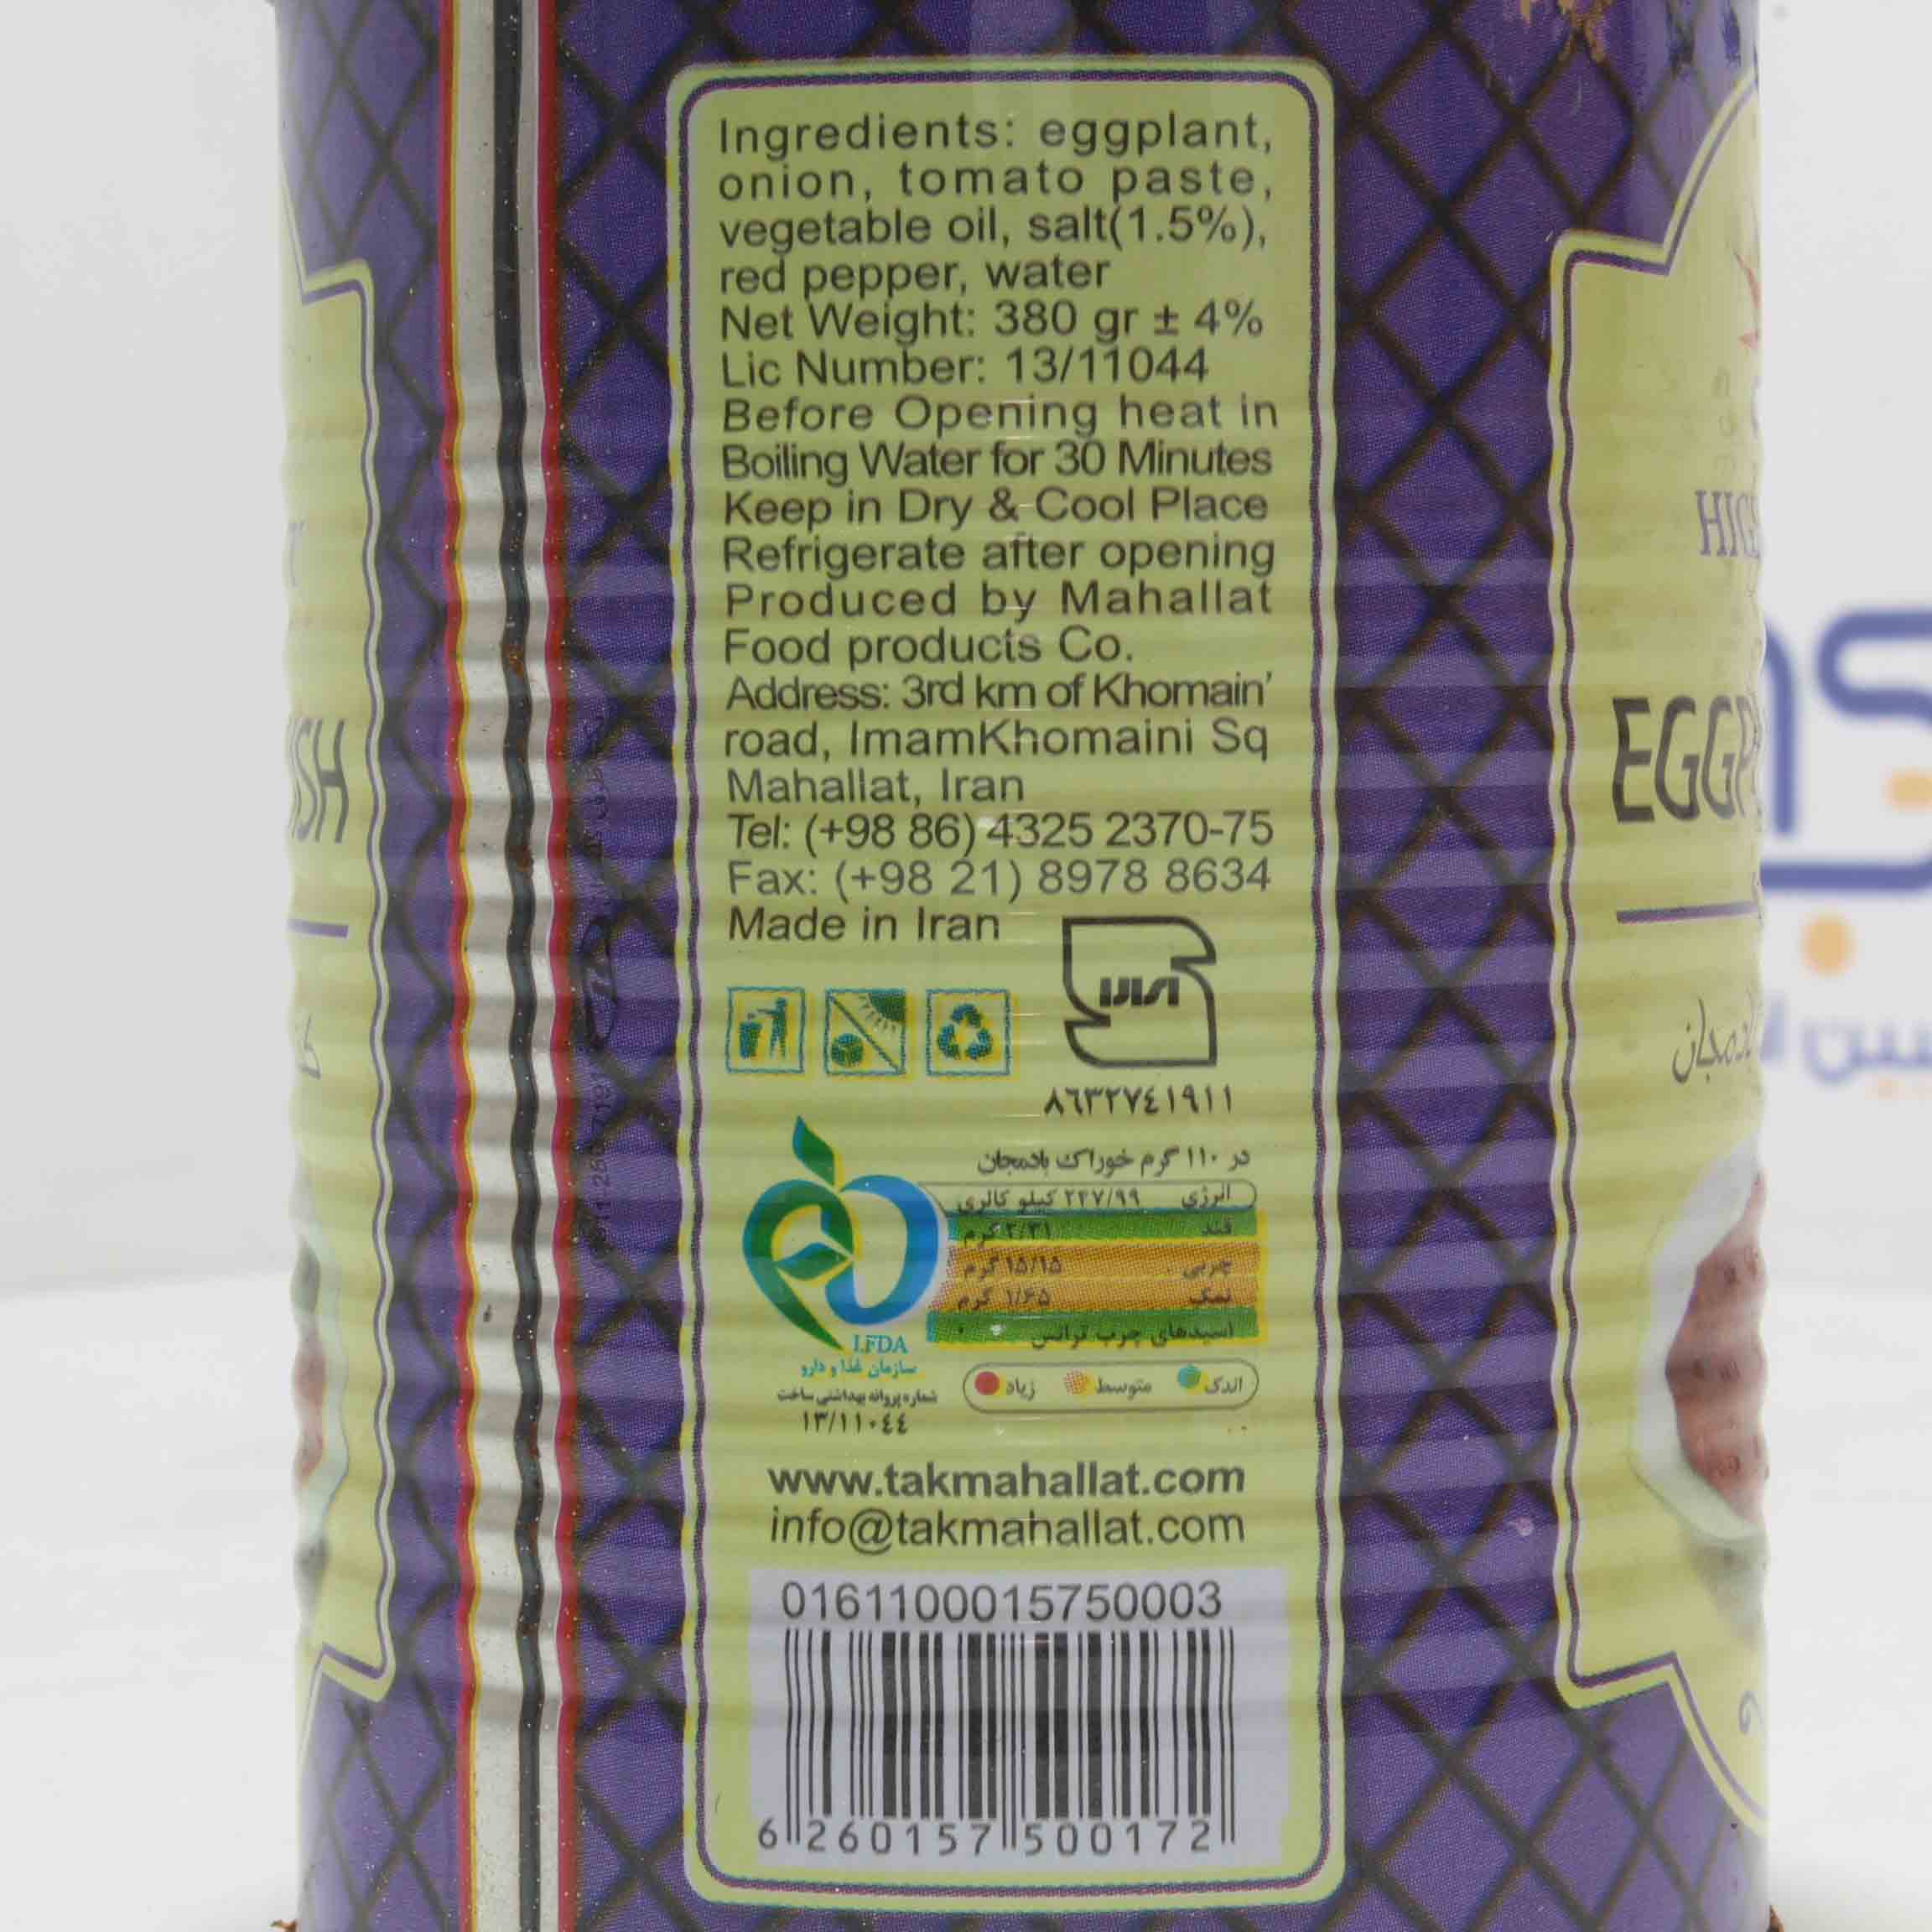 Ingredients: eggplant,
onion, tomato paste,
vegetable oil, salt(1.5%),
red pepper, water
Net Weight: 380 gr ± 4%
Lic Number: 13/11044
Before Opening heat in
Boiling Water for 30 Minutes
Keep in Dry & Cool Place
Refrigerate after opening
Produced by Mahallat
Food products Co.
Address: 3rd km of Khomain'
road, ImamKhomaini Sq
Mahallat, Iran
Tel: (+98 86) 4325 2370-75
Fax: (+98 21) 8978 8634
Made in Iran
٨٦٣٢٧٤١٩١١
در ۱۱۰ گرم خوراک بادمجان
انرژی ۲۲۷/۹۹ کیلو کالری
قند ۲/۳۱ گرم
چربی ۱۵/۱۵ گرم
نمک ۱/۶۵ گرم
اسیدهای چرب ترانس ۰
اندک متوسط زیاد
I.FDA
سازمان غذا و دارو
شماره پروانه بهداشتی ساخت
١٣/١١٠٤٤
www.takmahallat.com
info@takmahallat.com
0161100015750003
6 260157 500172